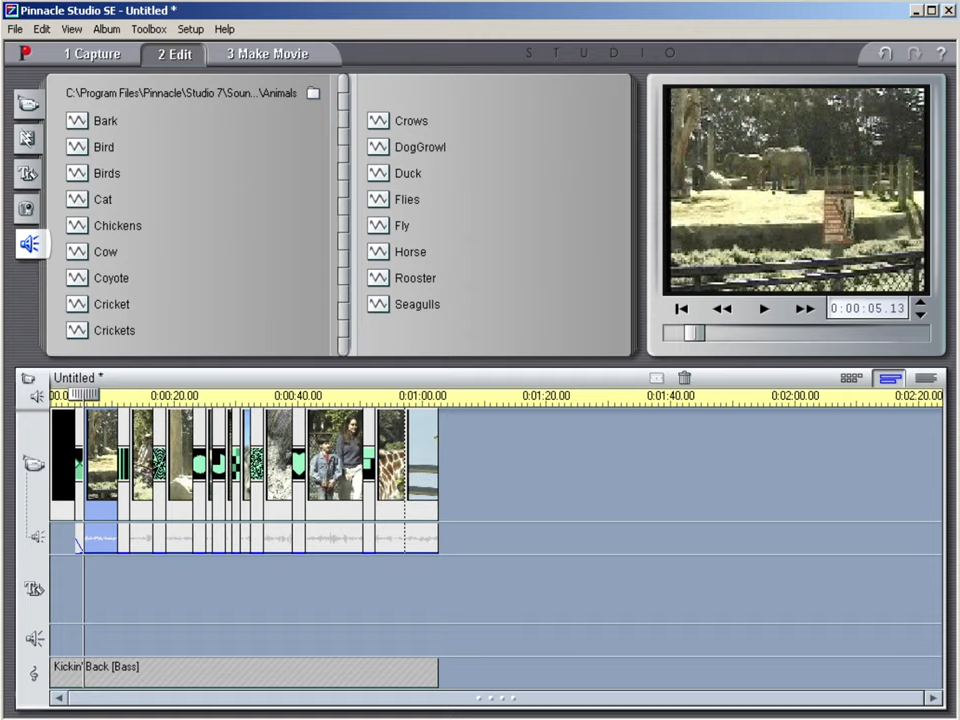 Pinnacle Studio SE - Untitled *
File Edit View Album Toolbox Setup Help
1 Capture 2 Edit 3 Make Movie STUDIO ?
C:\Program Files\Pinnacle\Studio 7\Soun...\Animals
Bark Crows
Bird DogGrowl
Birds Duck
Cat Flies
Chickens Fly
Cow Horse
Coyote Rooster
Cricket Seagulls
Crickets
0:00:05.13
Untitled *
0:00:20.00 0:00:40.00 0:01:00.00 0:01:20.00 0:01:40.00 0:02:00.00 0:02:20.00
Kickin' Back [Bass]